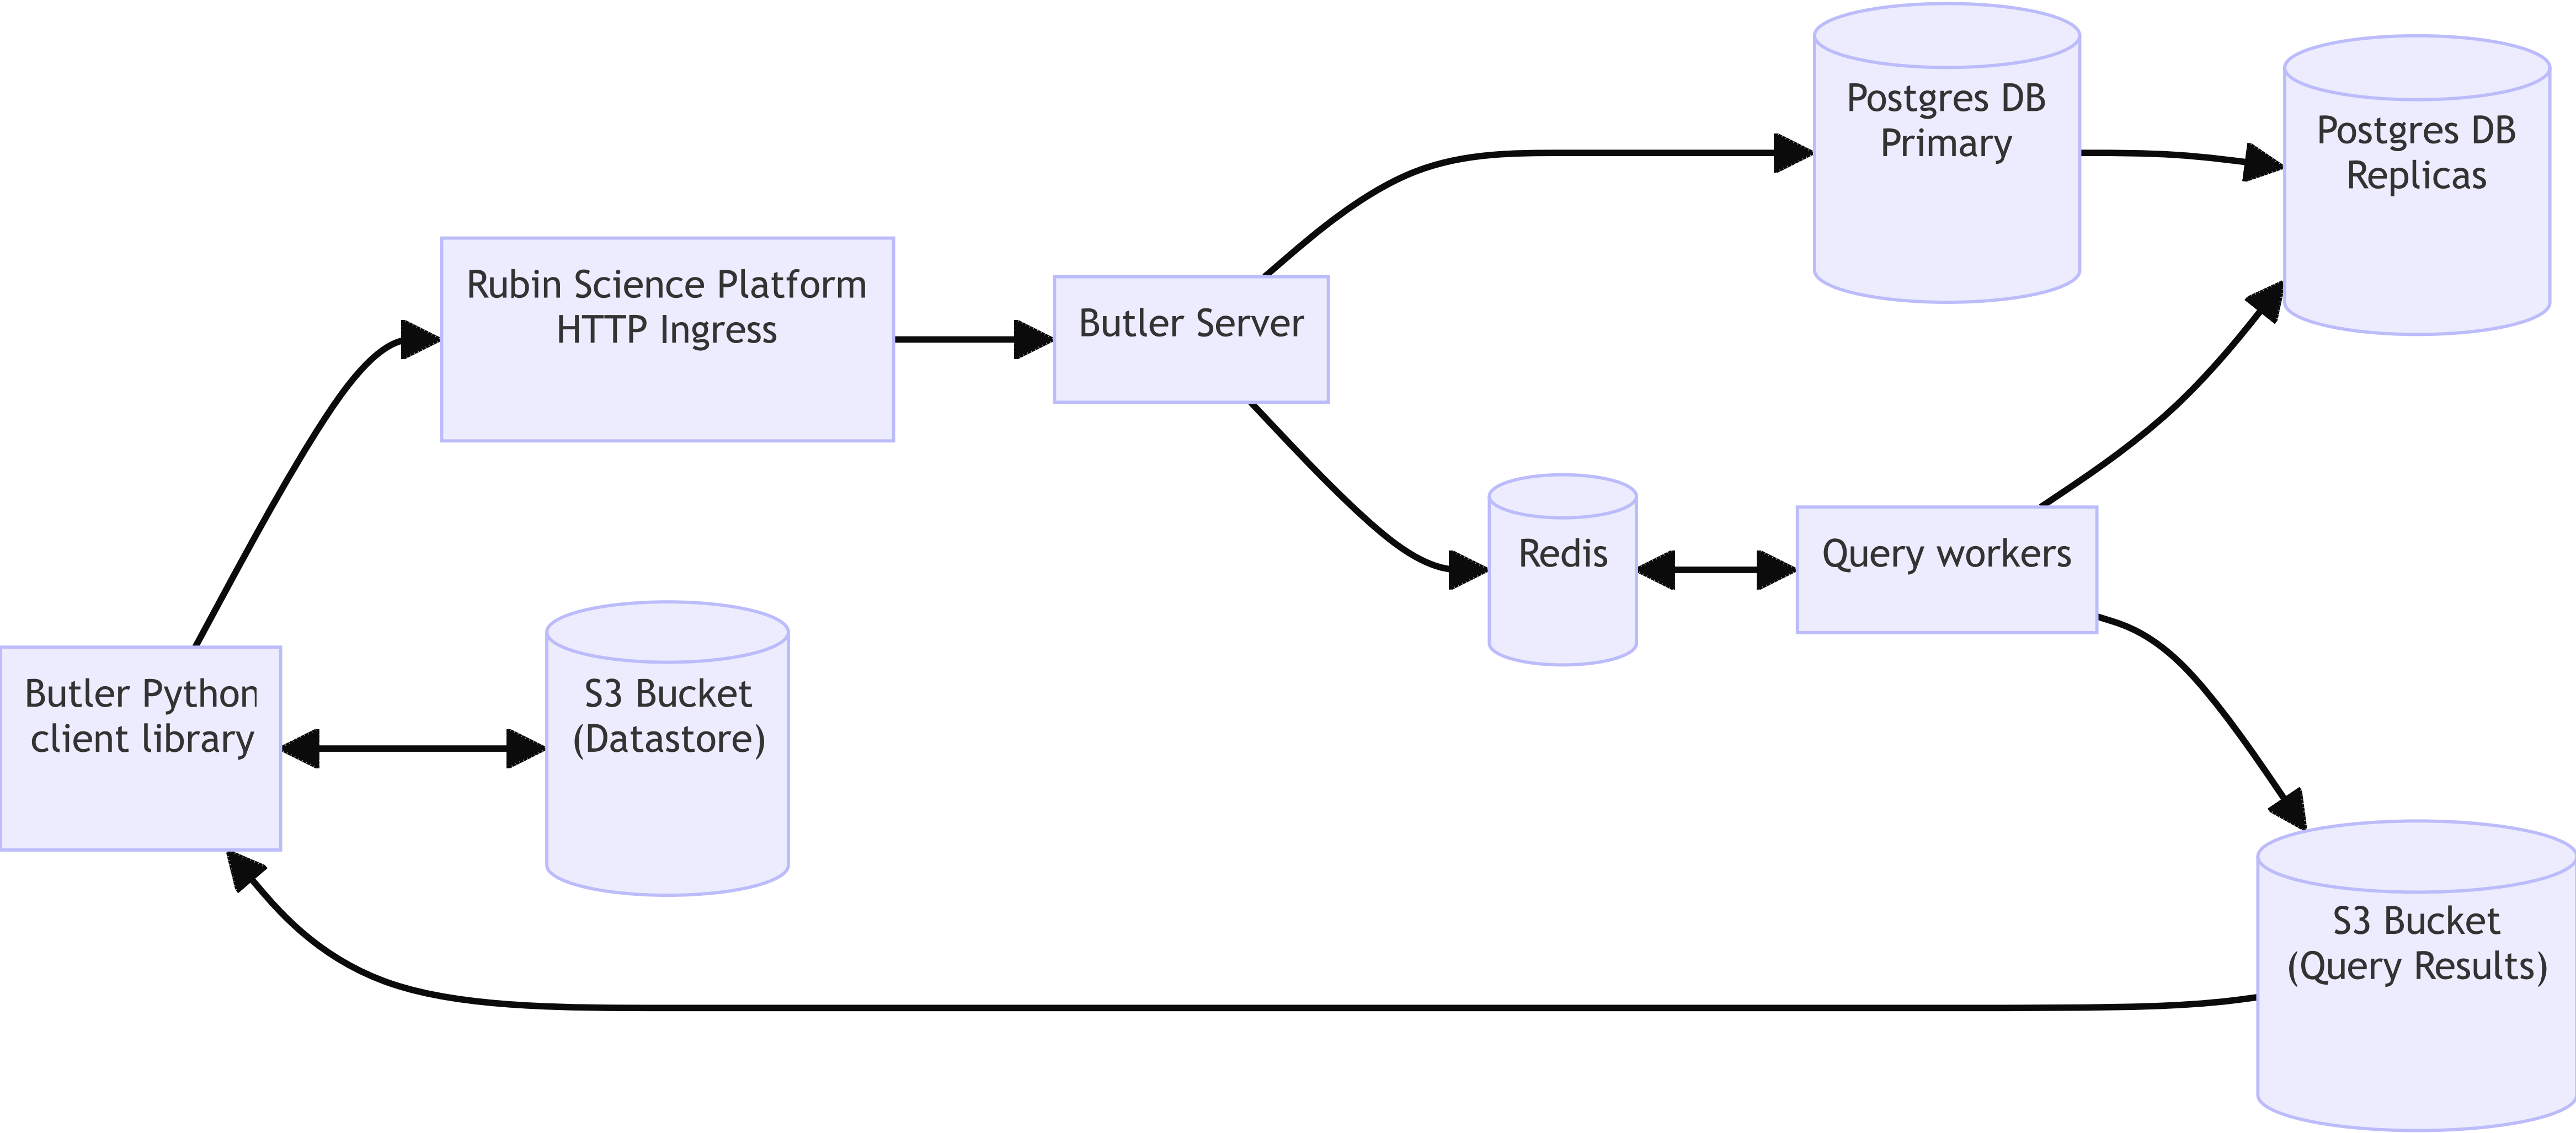 Postgres DB
Primary
Postgres DB
Replicas
Rubin Science Platform
HTTP Ingress
Butler Server
Redis
Query workers
Butler Python
client library
S3 Bucket
(Datastore)
S3 Bucket
(Query Results)